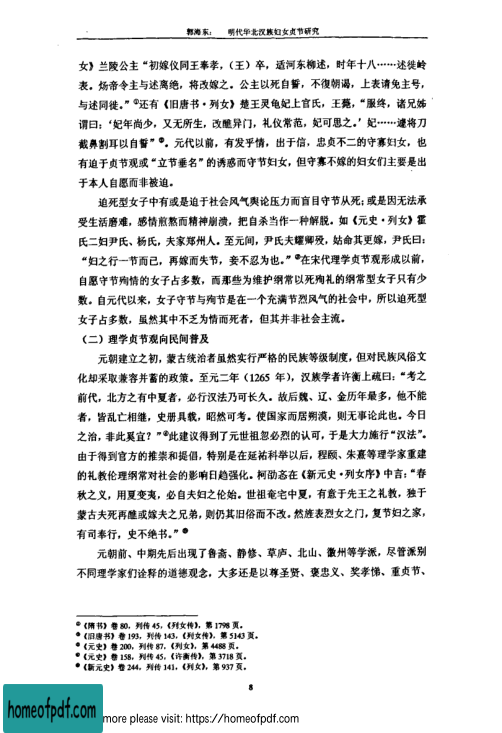 郭海东： 明代华北汉族妇女贞节研究
女》兰陵公主“初嫁仪同王奉孝，（王）卒，适河东柳述，时年十八……述徙岭
表。炀帝令主与述离绝，将改嫁之。公主以死自誓，不復朝谒，上表请免主号，
与述同徙。”①还有《旧唐书·列女》楚王灵龟妃上官氏，王薨，“服终，诸兄弟
谓曰：‘妃年尚少，又无所生，改醮异门，礼仪常范，妃可思之。’妃……遽将刀
截鼻割耳以自誓”②。元代以前，有发乎情，出于信，忠贞不二的守寡妇女，也
有迫于贞节观或“立节垂名”的诱惑而守节妇女，但守寡不嫁的妇女们主要是出
于本人自愿而非被迫。
追死型女子中有或是迫于社会风气舆论压力而盲目守节从死；或是因无法承
受生活磨难，感情煎熬而精神崩溃，把自杀当作一种解脱。如《元史·列女》霍
氏二妇尹氏、杨氏，夫家郑州人。至元间，尹氏夫耀卿殁，姑命其更嫁，尹氏曰：
“妇之行一节而已，再嫁而失节，妾不忍为也。”③在宋代理学贞节观形成以前，
自愿守节殉情的女子占多数，而那些为维护纲常以死殉礼的纲常型女子只有少
数。自元代以来，女子守节与殉节是在一个充满节烈风气的社会中，所以追死型
女子占多数，虽然其中不乏为情而死者，但其并非社会主流。
（二）理学贞节观向民间普及
元朝建立之初，蒙古统治者虽然实行严格的民族等级制度，但对民族风俗文
化却采取兼容并蓄的政策。至元二年（1265 年），汉族学者许衡上疏曰：“考之
前代，北方之有中夏者，必行汉法乃可长久。故后魏、辽、金历年最多，他不能
者，皆乱亡相继，史册具载，昭然可考。使国家而居朔漠，则无事论此也。今日
之治，非此奚宜？”④此建议得到了元世祖忽必烈的认可，于是大力施行“汉法”。
由于得到官方的推崇和提倡，特别是在延祐科举以后，程颐、朱熹等理学家重建
的礼教伦理纲常对社会的影响日趋强化。柯劭忞在《新元史·列女序》中言：“春
秋之义，用夏变夷，必自夫妇之伦始。世祖奄宅中夏，有意于先王之礼教，独于
蒙古夫死再醮或嫁夫之兄弟，则仍其旧俗而不改。然旌表烈女之门，复节妇之家，
有司奉行，史不绝书。”⑤
元朝前、中期先后出现了鲁斋、静修、草庐、北山、徽州等学派，尽管派别
不同理学家们诠释的道德观念，大多还是以尊圣贤、褒忠义、奖孝悌、重贞节、
①《隋书》卷 80，列传 45，《列女传》，第 1798 页。
②《旧唐书》卷 193，列传 143，《列女传》，第 5143 页。
③《元史》卷 200，列传 87，《列女》，第 4488 页。
④《元史》卷 158，列传 45，《许衡传》，第 3718 页。
⑤《新元史》卷 244，列传 141，《列女》，第 937 页。
8
homeofpdf.com
more please visit: https://homeofpdf.com